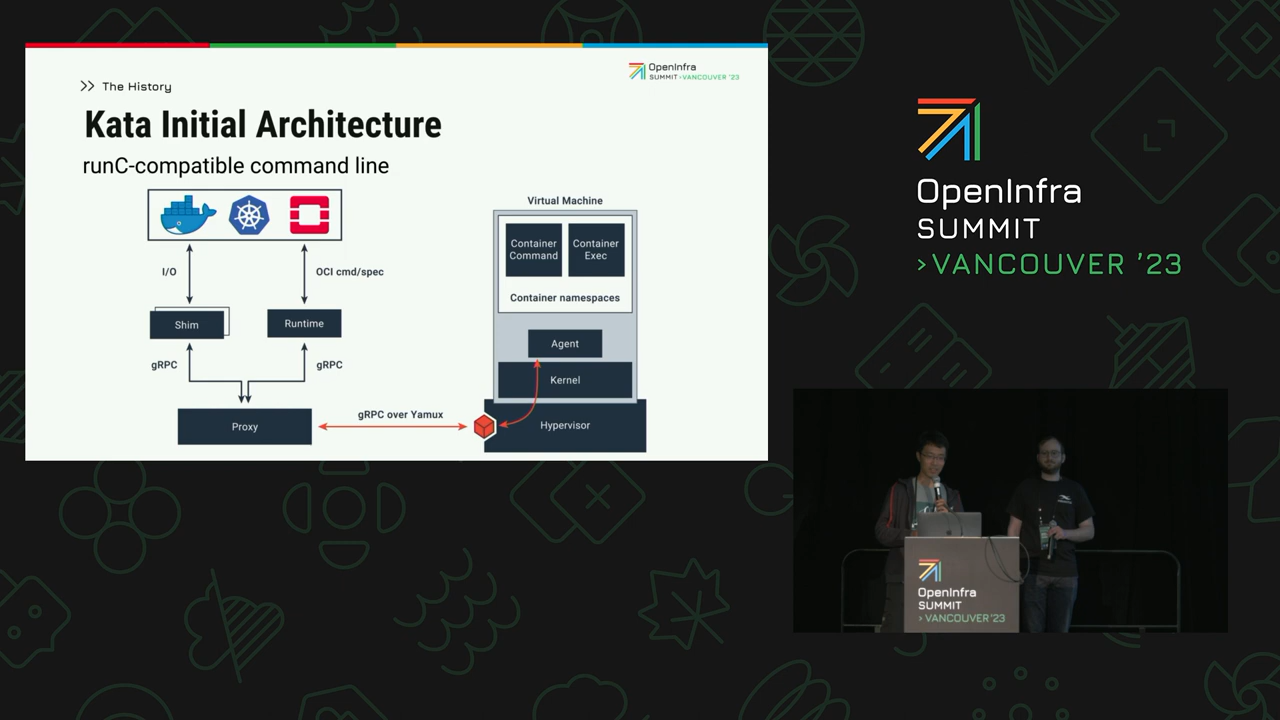 >> The History
OpenInfra
SUMMIT >VANCOUVER '23
Kata Initial Architecture
runC-compatible command line
I/O
OCI cmd/spec
Shim
Runtime
gRPC
gRPC
Proxy
gRPC over Yamux
Virtual Machine
Container
Command
Container
Exec
Container namespaces
Agent
Kernel
Hypervisor
OpenInfra
SUMMIT
>VANCOUVER '23
OpenInfra
SUMMIT
> VANCOUVER '23